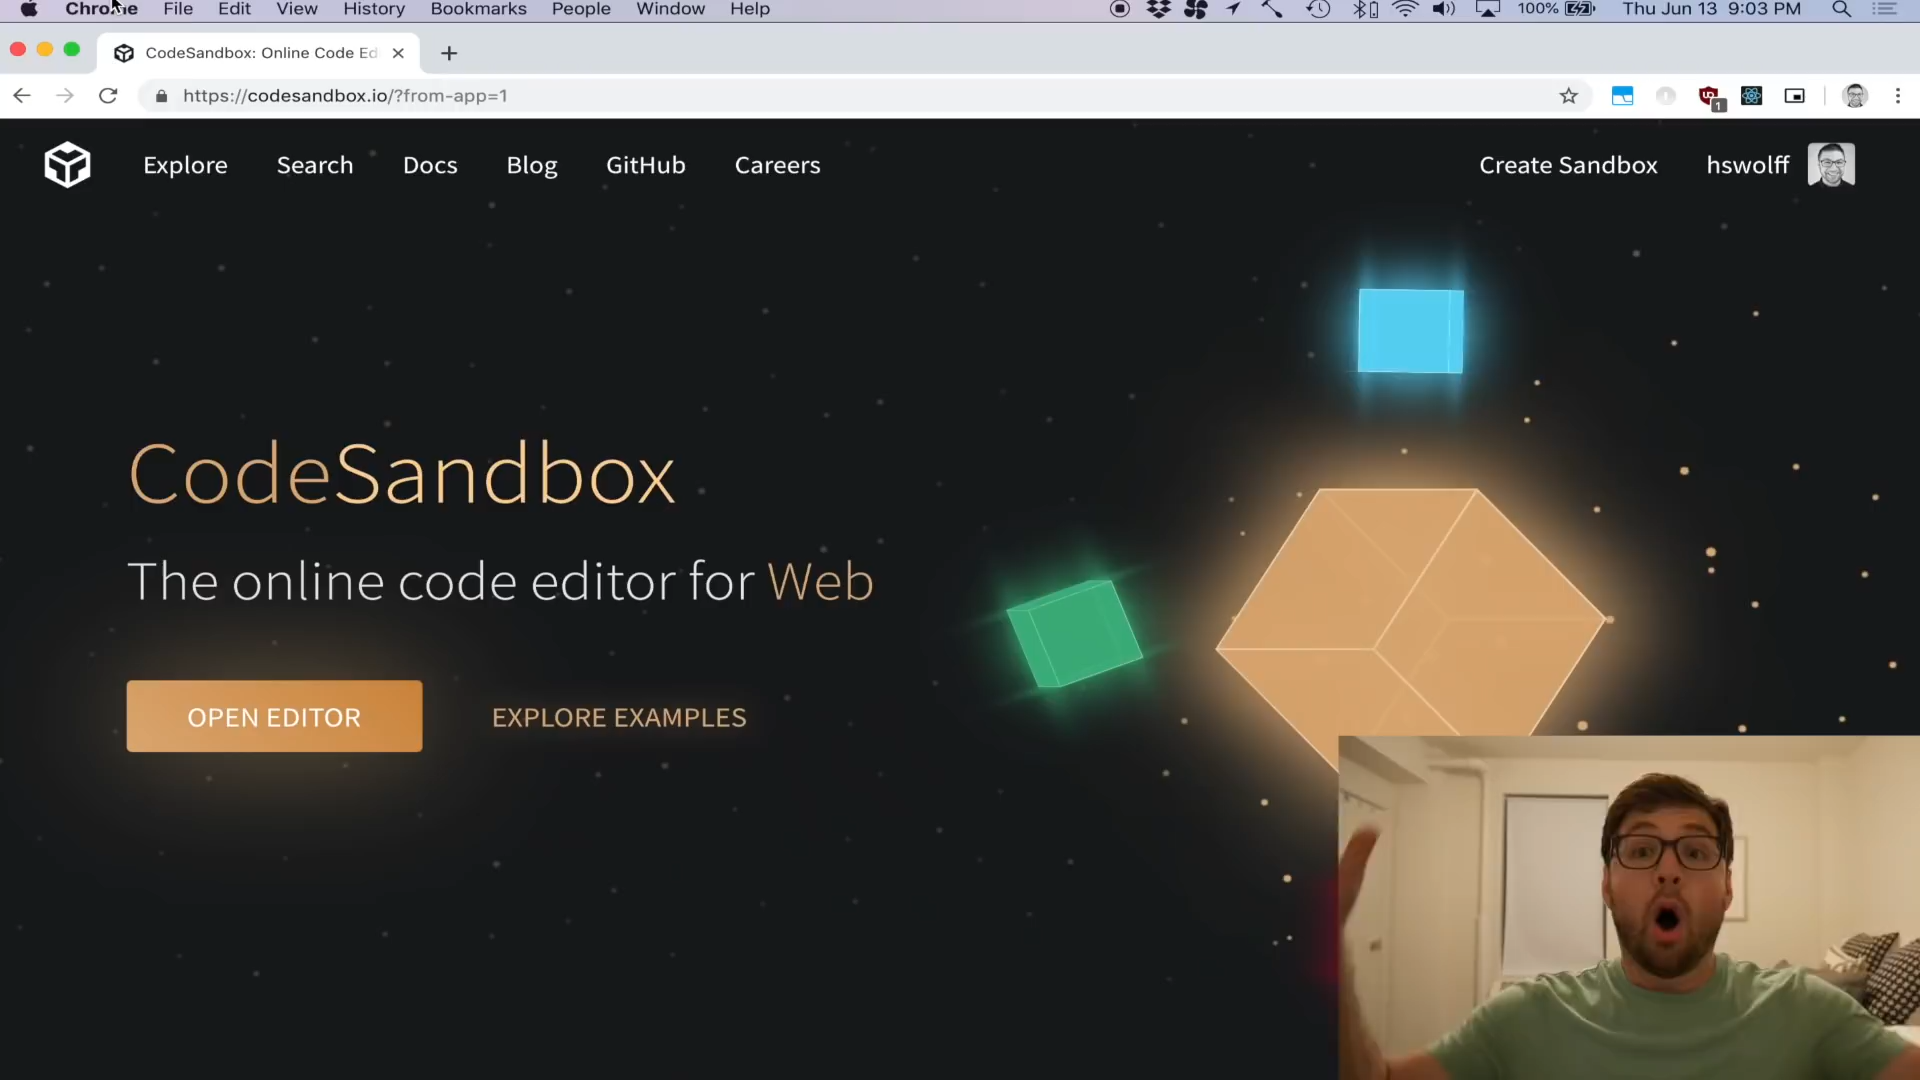 Chrome File Edit View History Bookmarks People Window Help 100% Thu Jun 13 9:03 PM
CodeSandbox: Online Code Ed
https://codesandbox.io/?from-app=1
1
Explore Search Docs Blog GitHub Careers Create Sandbox hswolff
CodeSandbox
The online code editor for Web
OPEN EDITOR EXPLORE EXAMPLES